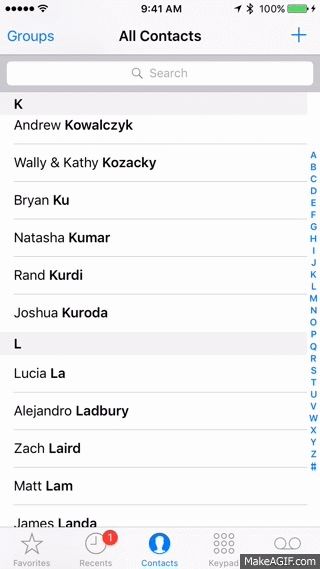 9:41 AM 100%
Groups All Contacts +
Search
K
Andrew Kowalczyk
Wally & Kathy Kozacky
Bryan Ku
Natasha Kumar
Rand Kurdi
Joshua Kuroda
L
Lucia La
Alejandro Ladbury
Zach Laird
Matt Lam
James Landa
A
B
C
D
E
F
G
H
I
J
K
L
M
N
O
P
Q
R
S
T
U
V
W
X
Y
Z
#
1
Favorites Recents Contacts Keypad
MakeAGIF.com